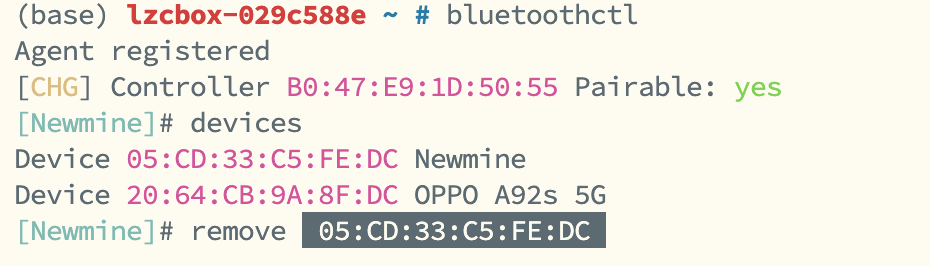 (base) lzcbox-029c588e ~ # bluetoothctl
Agent registered
[CHG] Controller B0:47:E9:1D:50:55 Pairable: yes
[Newmine]# devices
Device 05:CD:33:C5:FE:DC Newmine
Device 20:64:CB:9A:8F:DC OPPO A92s 5G
[Newmine]# remove 05:CD:33:C5:FE:DC